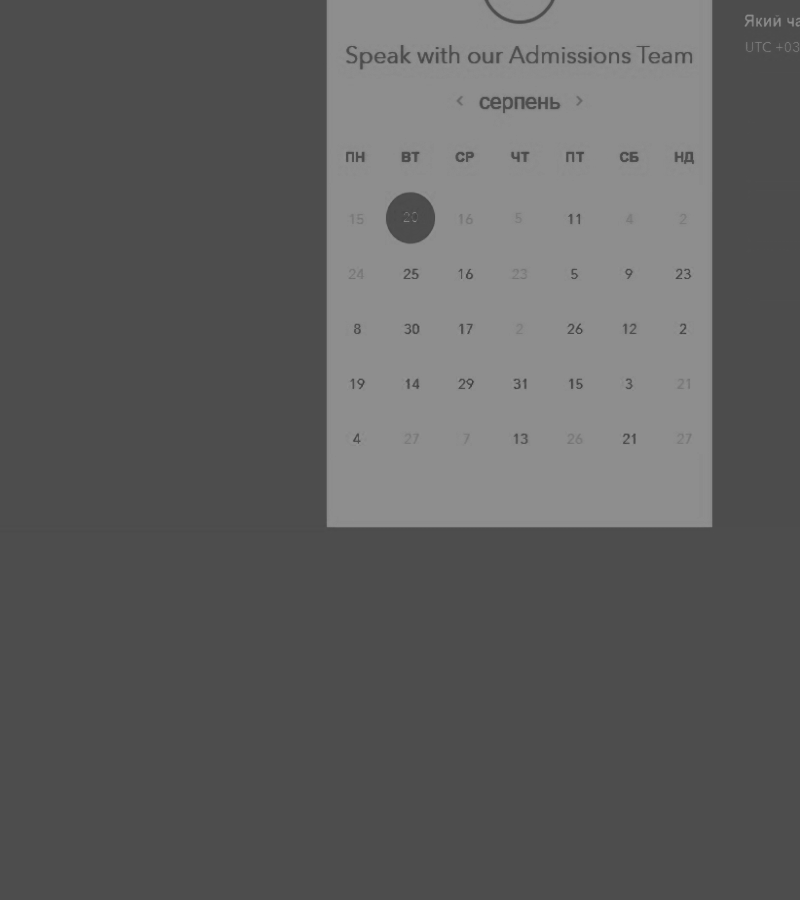 Який ча
Speak with our Admissions Team
UTC +03
< серпень >
ПН ВТ СР ЧТ ПТ СБ НД
15 20 16 5 11 4 2
24 25 16 23 5 9 23
8 30 17 2 26 12 2
19 14 29 31 15 3 21
4 27 7 13 26 21 27